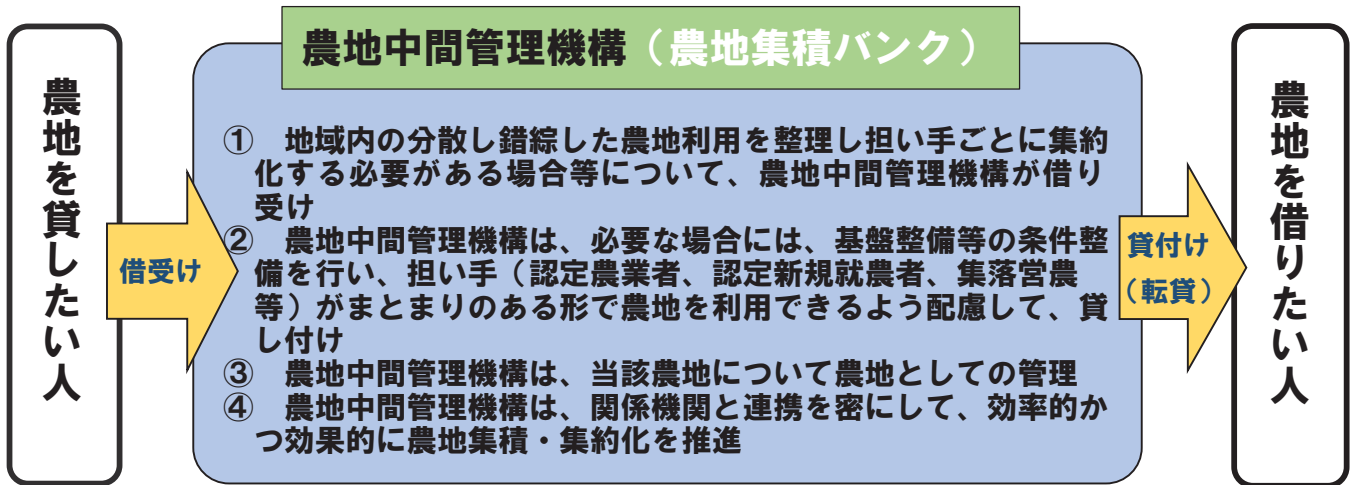 農地中間管理機構（農地集積バンク）
農地を貸したい人
借受け
①　地域内の分散し錯綜した農地利用を整理し担い手ごとに集約
化する必要がある場合等について、農地中間管理機構が借り
受け
②　農地中間管理機構は、必要な場合には、基盤整備等の条件整
備を行い、担い手（認定農業者、認定新規就農者、集落営農
等）がまとまりのある形で農地を利用できるよう配慮して、貸
し付け
③　農地中間管理機構は、当該農地について農地としての管理
④　農地中間管理機構は、関係機関と連携を密にして、効率的か
つ効果的に農地集積・集約化を推進
貸付け
（転貸）
農地を借りたい人